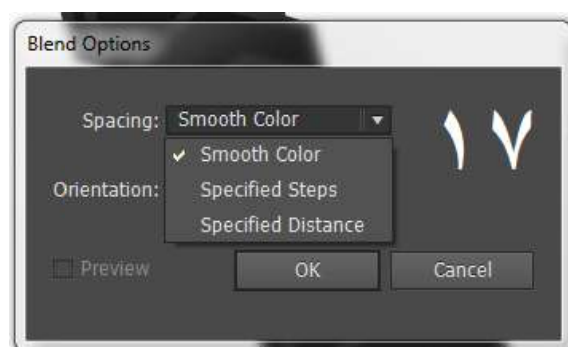 Blend Options
Spacing: Smooth Color
١٧
✓ Smooth Color
Orientation: Specified Steps
Specified Distance
Preview OK Cancel